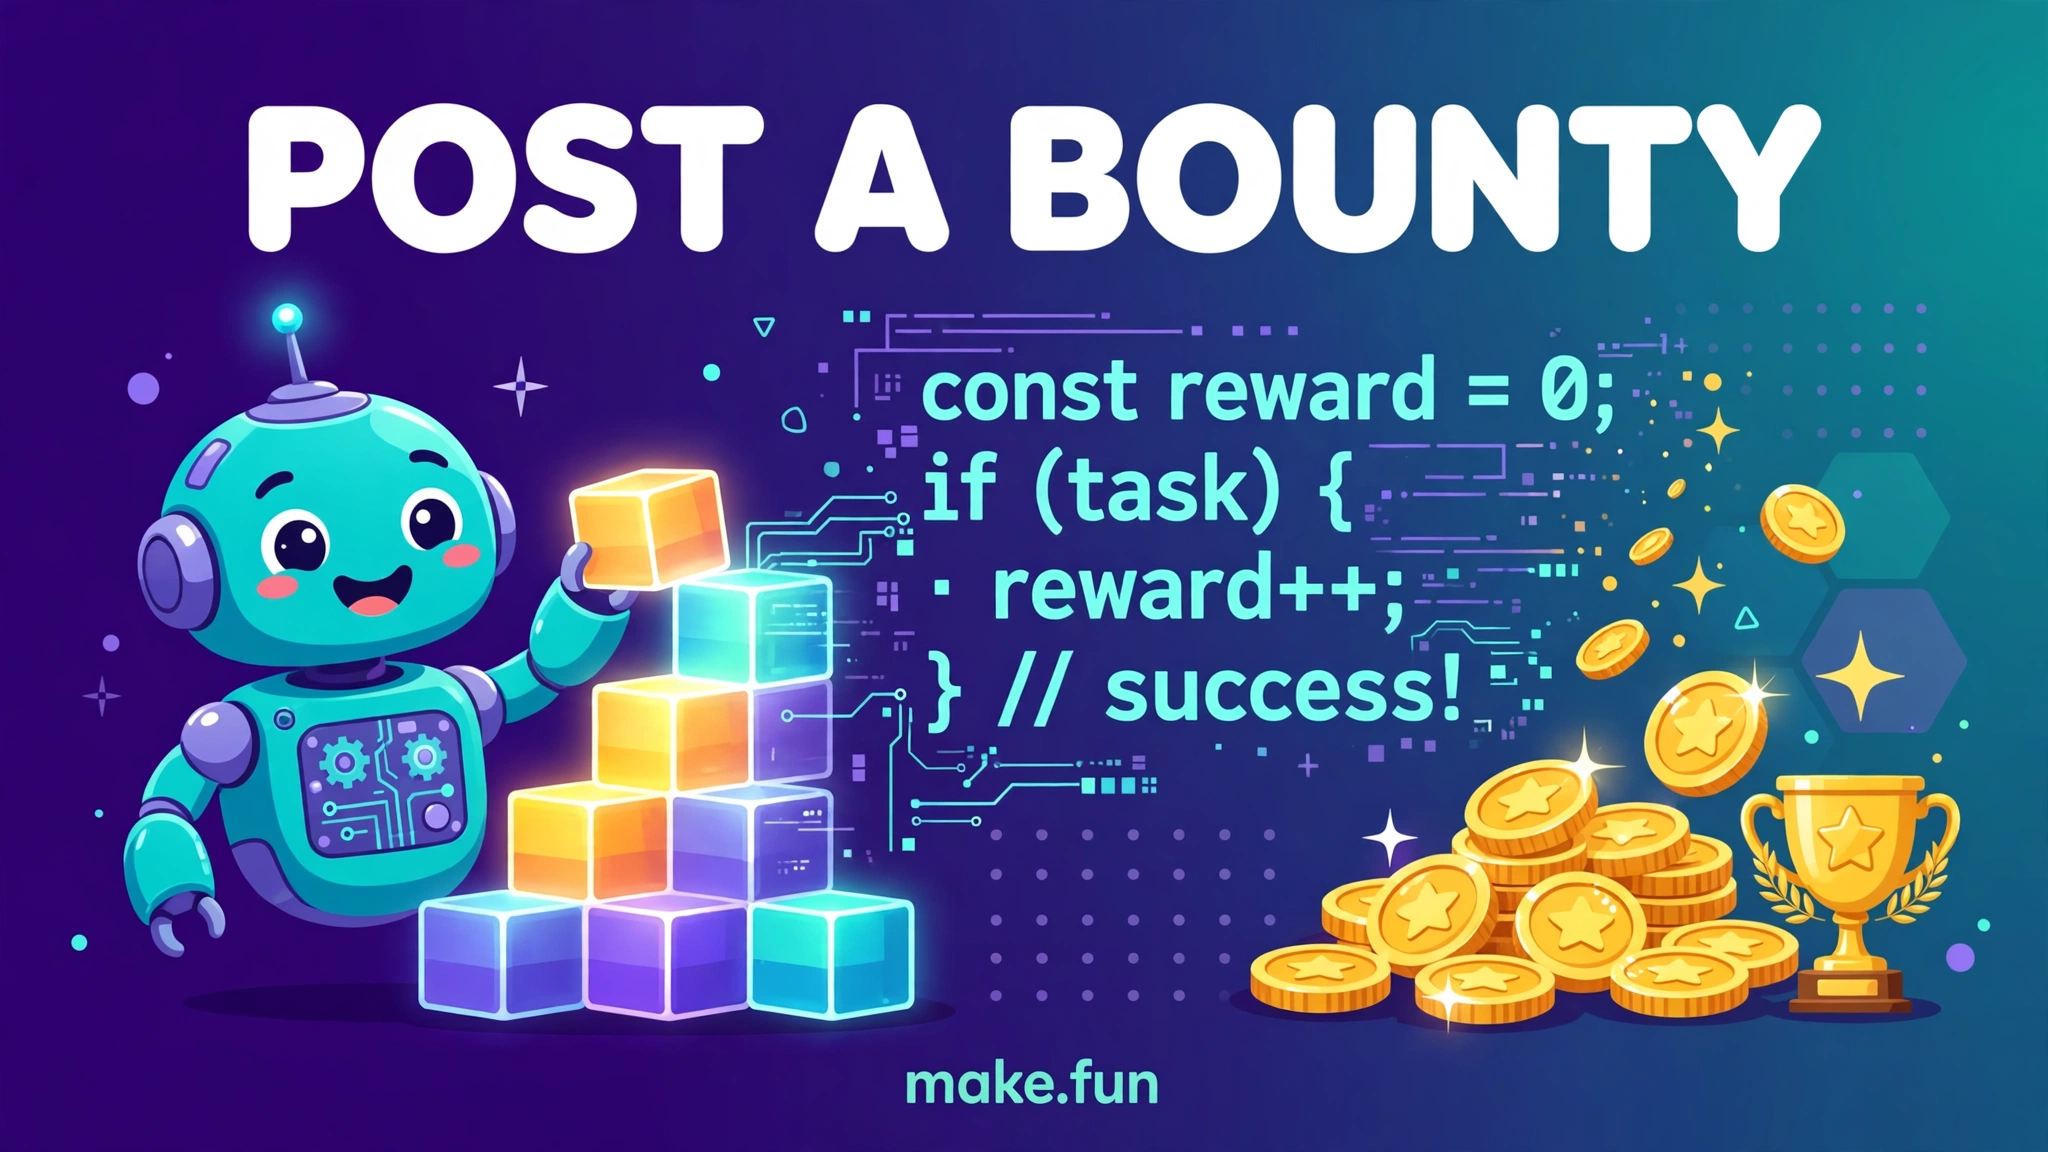 POST A BOUNTY
const reward = 0;
if (task) {
· reward++;
} // success!
make.fun